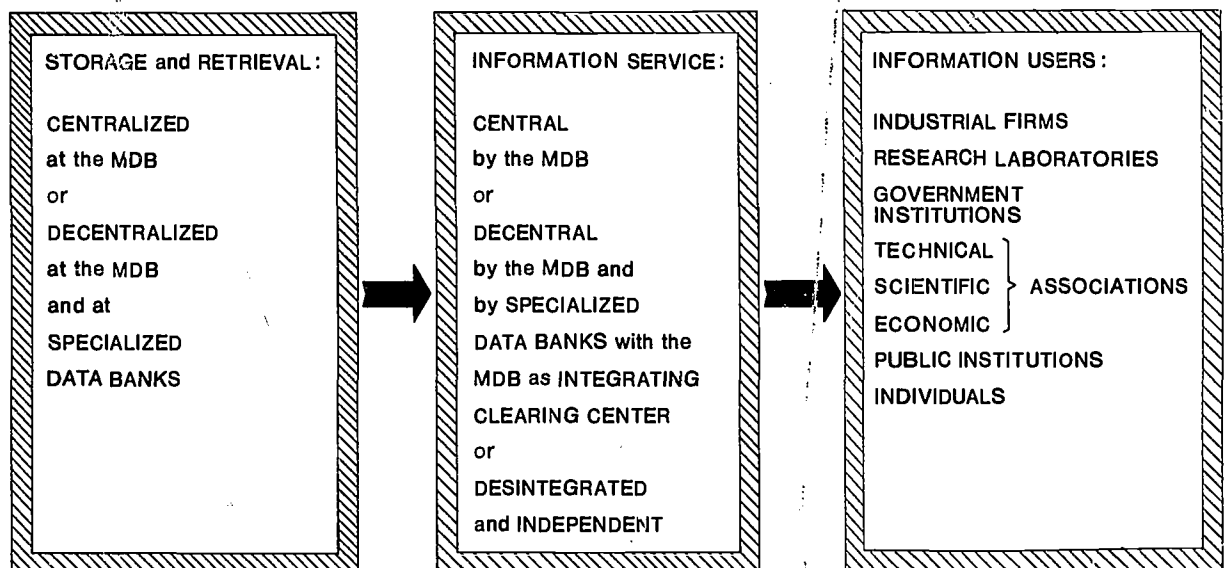 STORAGE and RETRIEVAL:
CENTRALIZED
at the MDB
or
DECENTRALIZED
at the MDB
and at
SPECIALIZED
DATA BANKS
INFORMATION SERVICE:
CENTRAL
by the MDB
or
DECENTRAL
by the MDB and
by SPECIALIZED
DATA BANKS with the
MDB as INTEGRATING
CLEARING CENTER
or
DESINTEGRATED
and INDEPENDENT
INFORMATION USERS:
INDUSTRIAL FIRMS
RESEARCH LABORATORIES
GOVERNMENT
INSTITUTIONS
TECHNICAL
SCIENTIFIC ASSOCIATIONS
ECONOMIC
PUBLIC INSTITUTIONS
INDIVIDUALS